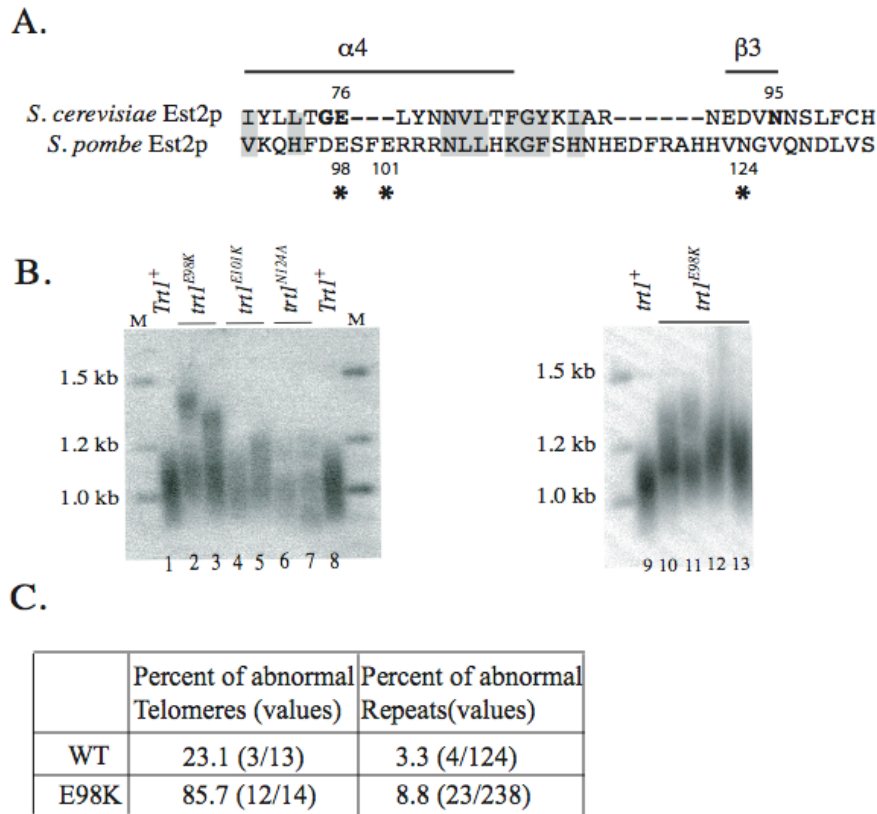 A.
α4 β3
76 95
S. cerevisiae Est2p IYLLTGE---LYNNVLTFGYKIAR------NEDVNNSLFCH
S. pombe Est2p VKQHFDESFERRRNLLHKGFSHNHEDFRAHHVNGVQNDLVS
98 101 124
* * *
B.
M Trt1+ trt1E98K trt1E101K trt1N124A Trt1+ M
trt1+ trt1E98K
1.5 kb 1.5 kb
1.2 kb 1.2 kb
1.0 kb 1.0 kb
1 2 3 4 5 6 7 8 9 10 11 12 13
C.
Percent of abnormal Percent of abnormal
Telomeres (values) Repeats(values)
WT 23.1 (3/13) 3.3 (4/124)
E98K 85.7 (12/14) 8.8 (23/238)